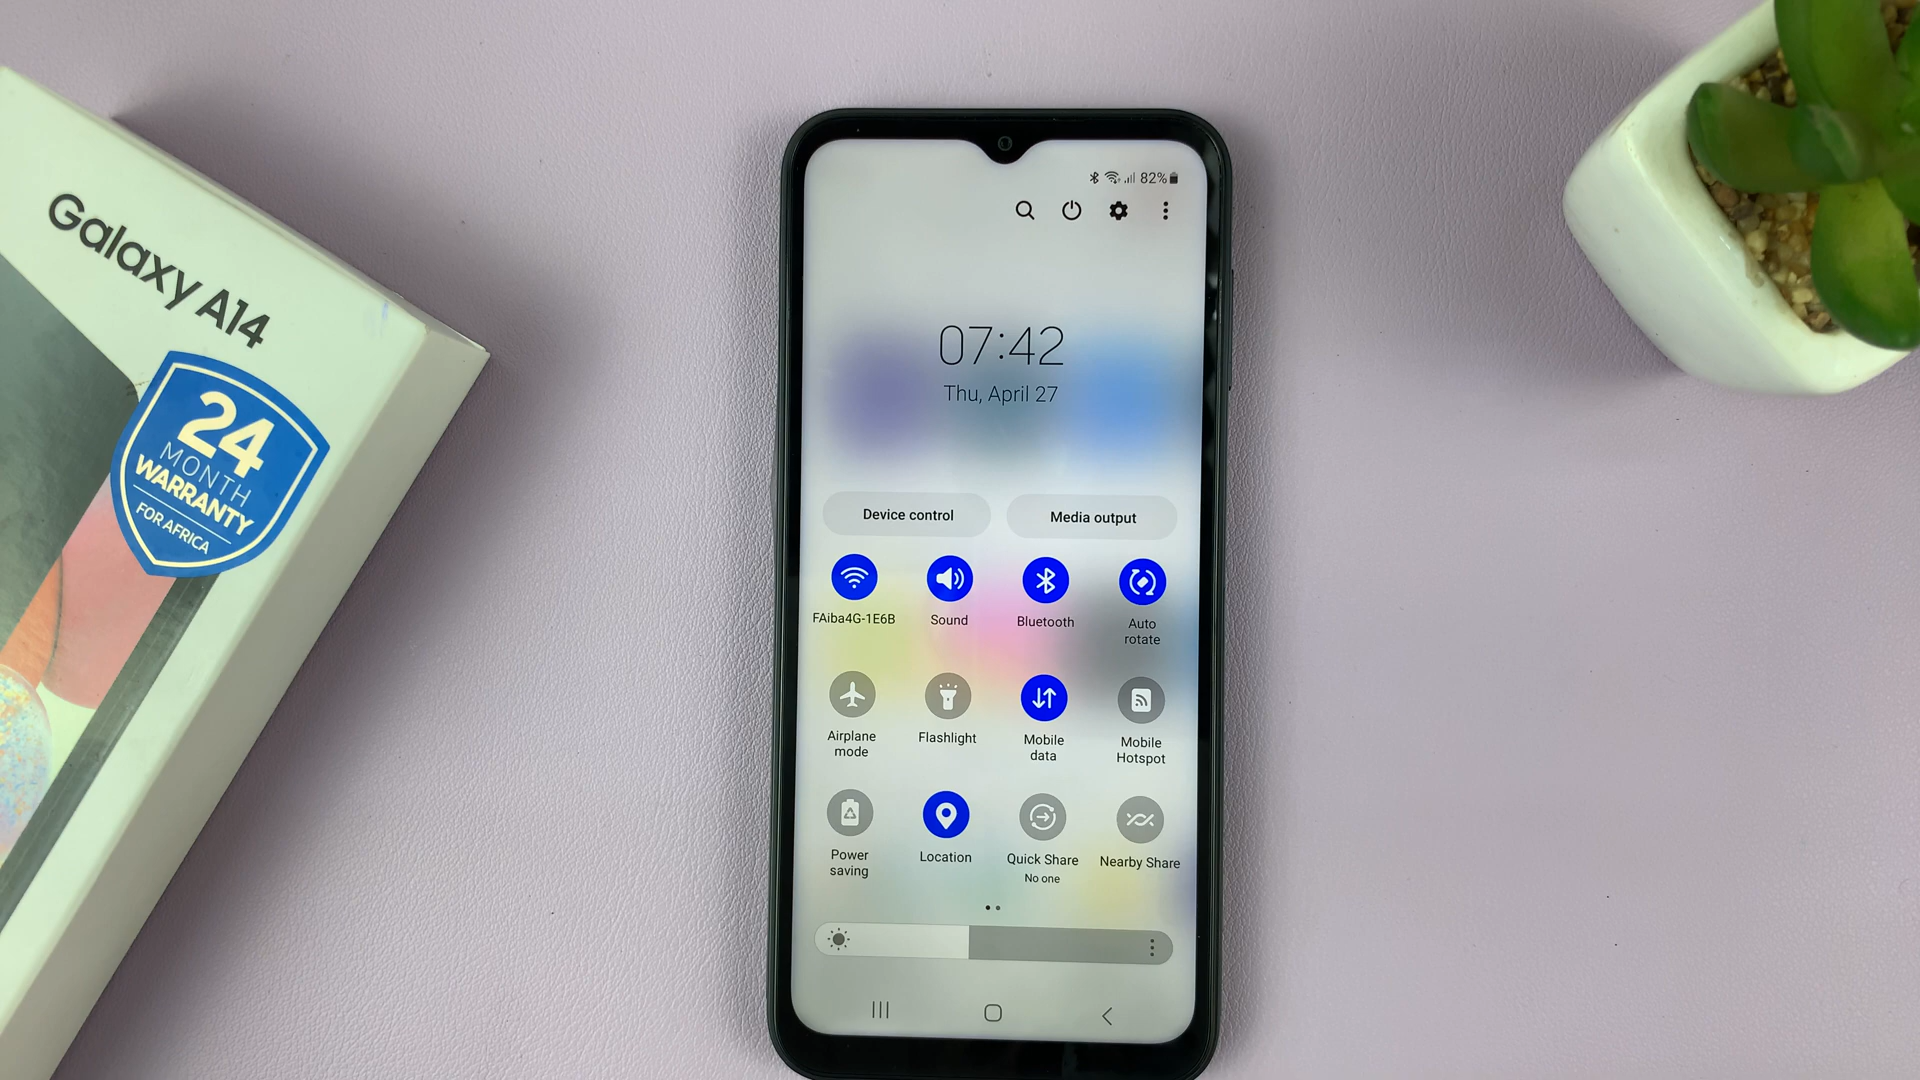 Galaxy A14
24
MONTH
WARRANTY
FOR AFRICA
82%
07:42
Thu, April 27
Device control
Media output
FAiba4G-1E6B
Sound
Bluetooth
Auto
rotate
Airplane
mode
Flashlight
Mobile
data
Mobile
Hotspot
Power
saving
Location
Quick Share
No one
Nearby Share